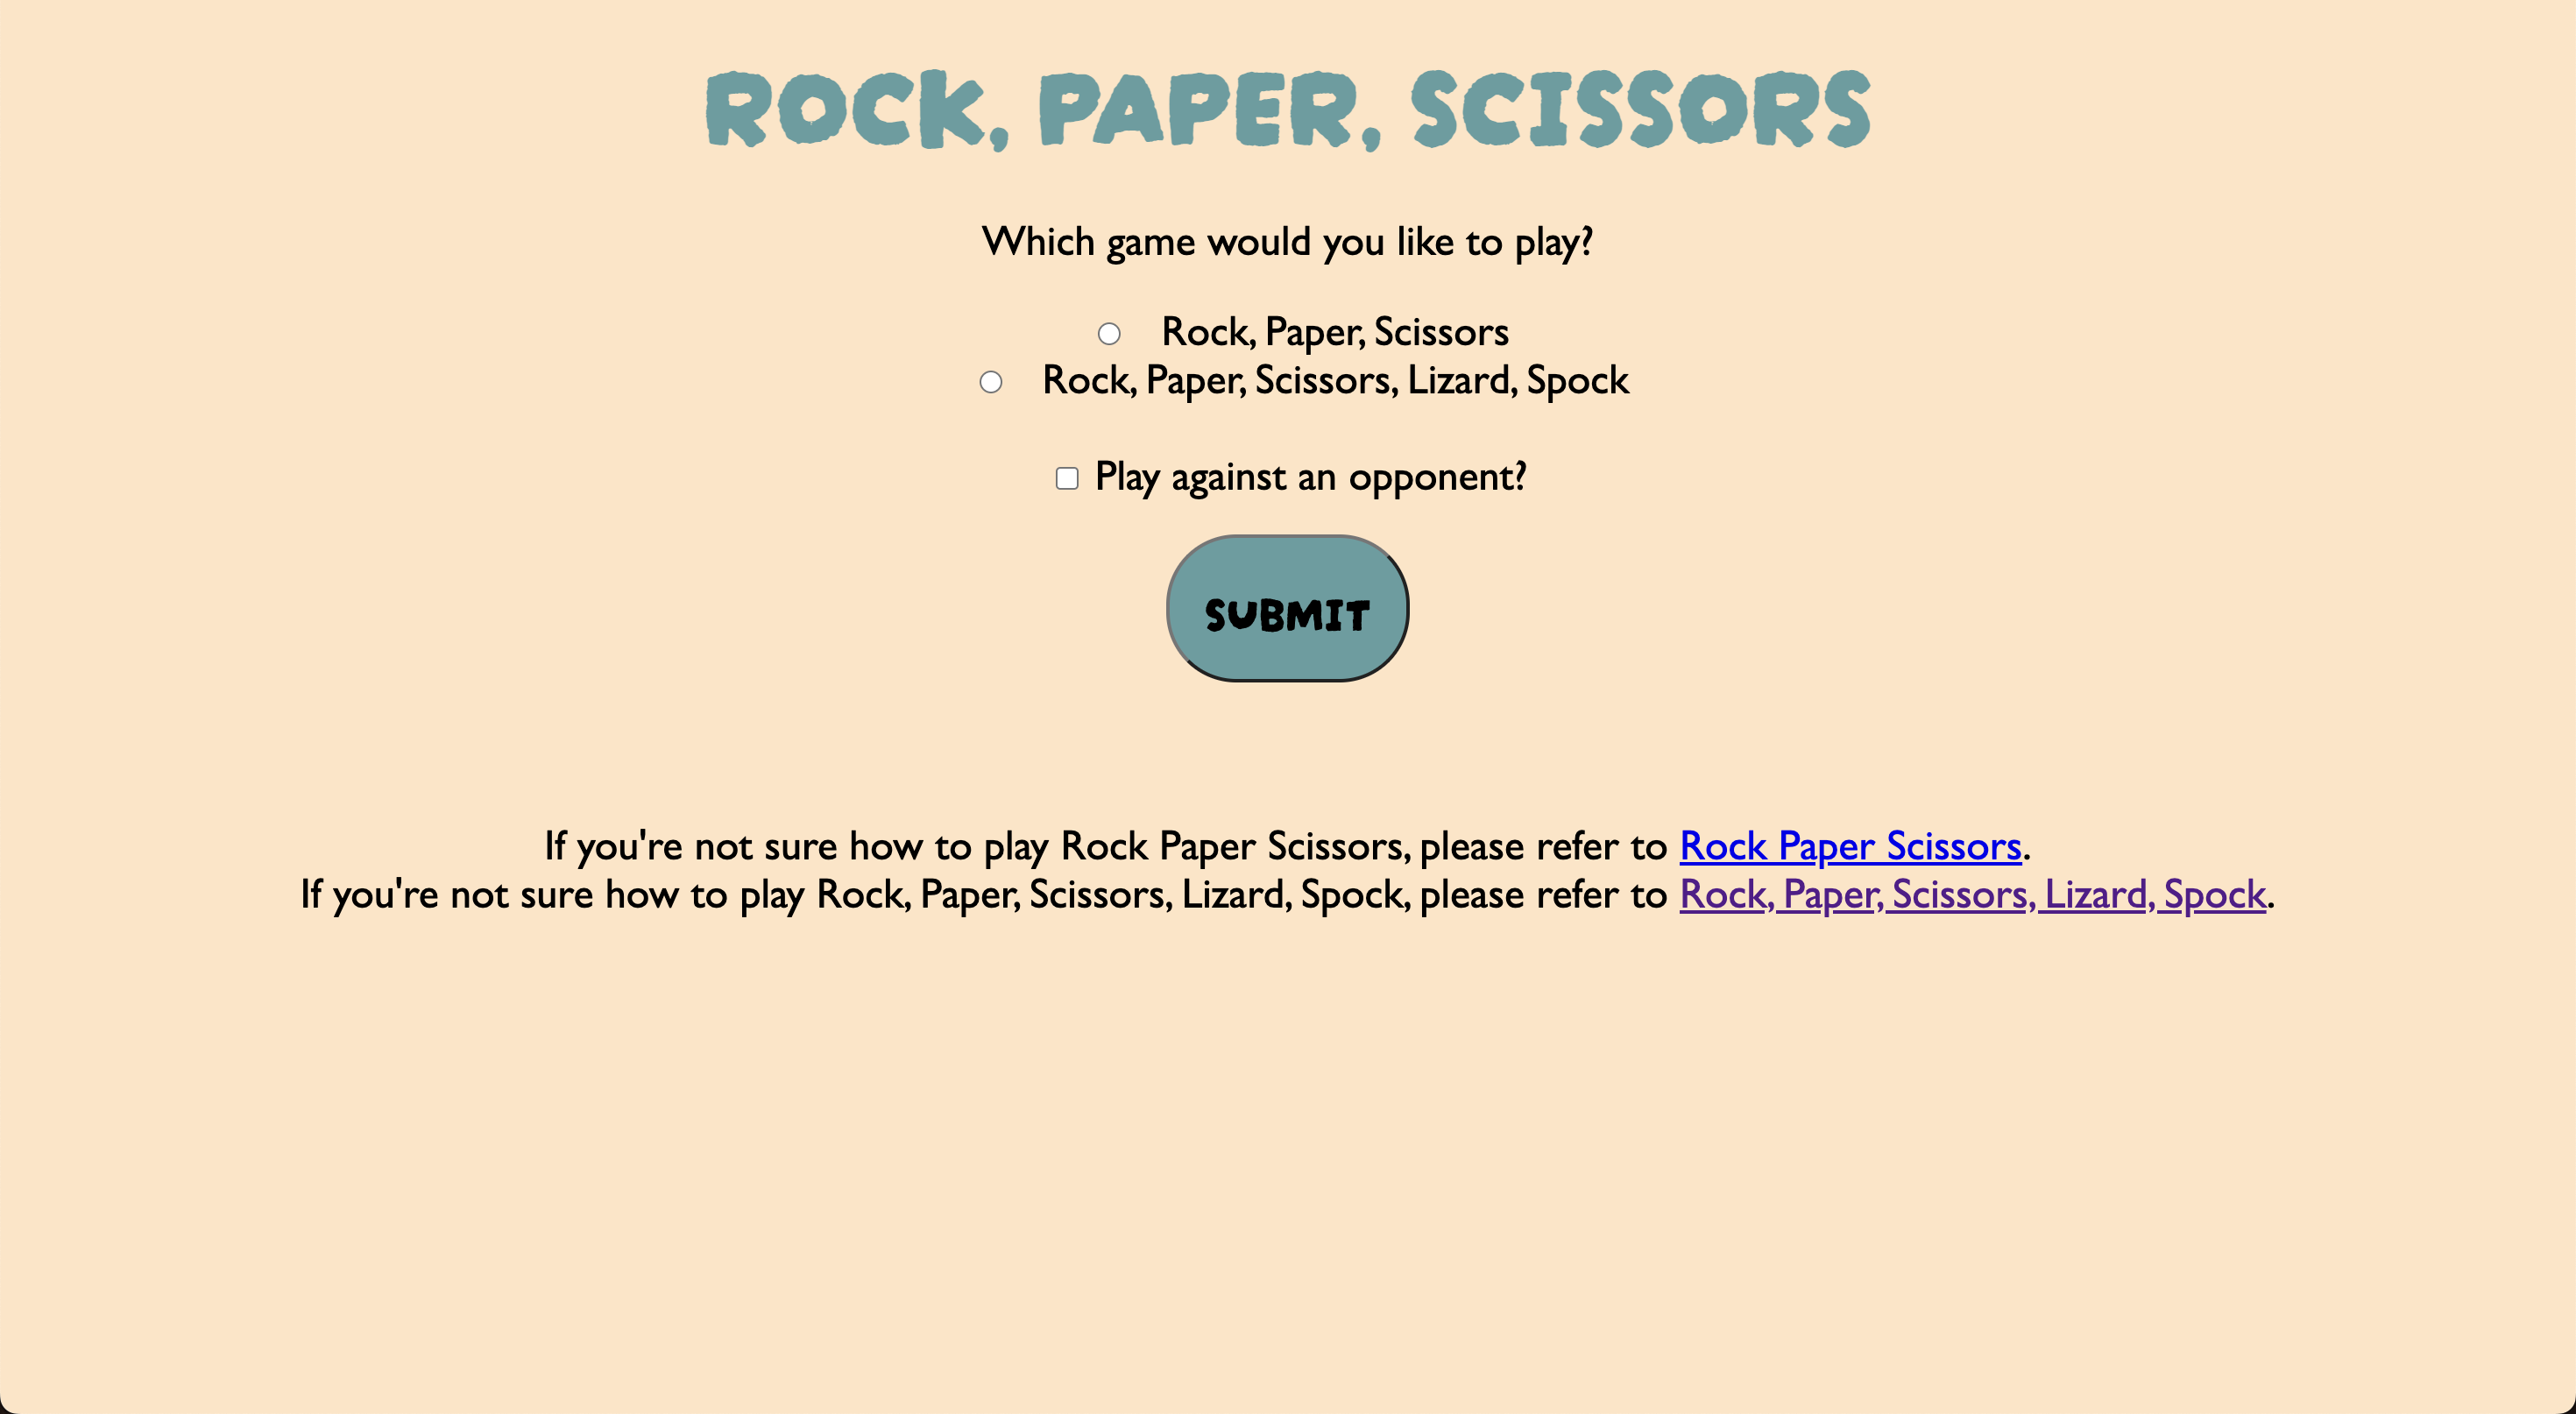 ROCK, PAPER, SCISSORS
Which game would you like to play?
Rock, Paper, Scissors
Rock, Paper, Scissors, Lizard, Spock
Play against an opponent?
SUBMIT
If you're not sure how to play Rock Paper Scissors, please refer to Rock Paper Scissors.
If you're not sure how to play Rock, Paper, Scissors, Lizard, Spock, please refer to Rock, Paper, Scissors, Lizard, Spock.